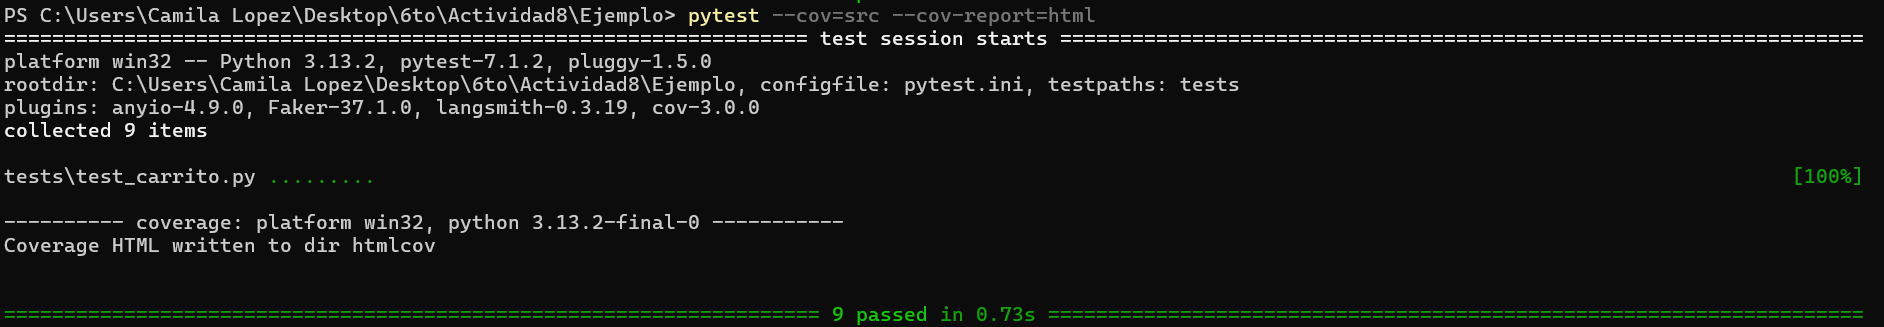 PS C:\Users\Camila Lopez\Desktop\6to\Actividad8\Ejemplo> pytest --cov=src --cov-report=html
=================================================================== test session starts ===================================================================
platform win32 -- Python 3.13.2, pytest-7.1.2, pluggy-1.5.0
rootdir: C:\Users\Camila Lopez\Desktop\6to\Actividad8\Ejemplo, configfile: pytest.ini, testpaths: tests
plugins: anyio-4.9.0, Faker-37.1.0, langsmith-0.3.19, cov-3.0.0
collected 9 items
tests\test_carrito.py ......... [100%]
---------- coverage: platform win32, python 3.13.2-final-0 -----------
Coverage HTML written to dir htmlcov
==================================================================== 9 passed in 0.73s ====================================================================